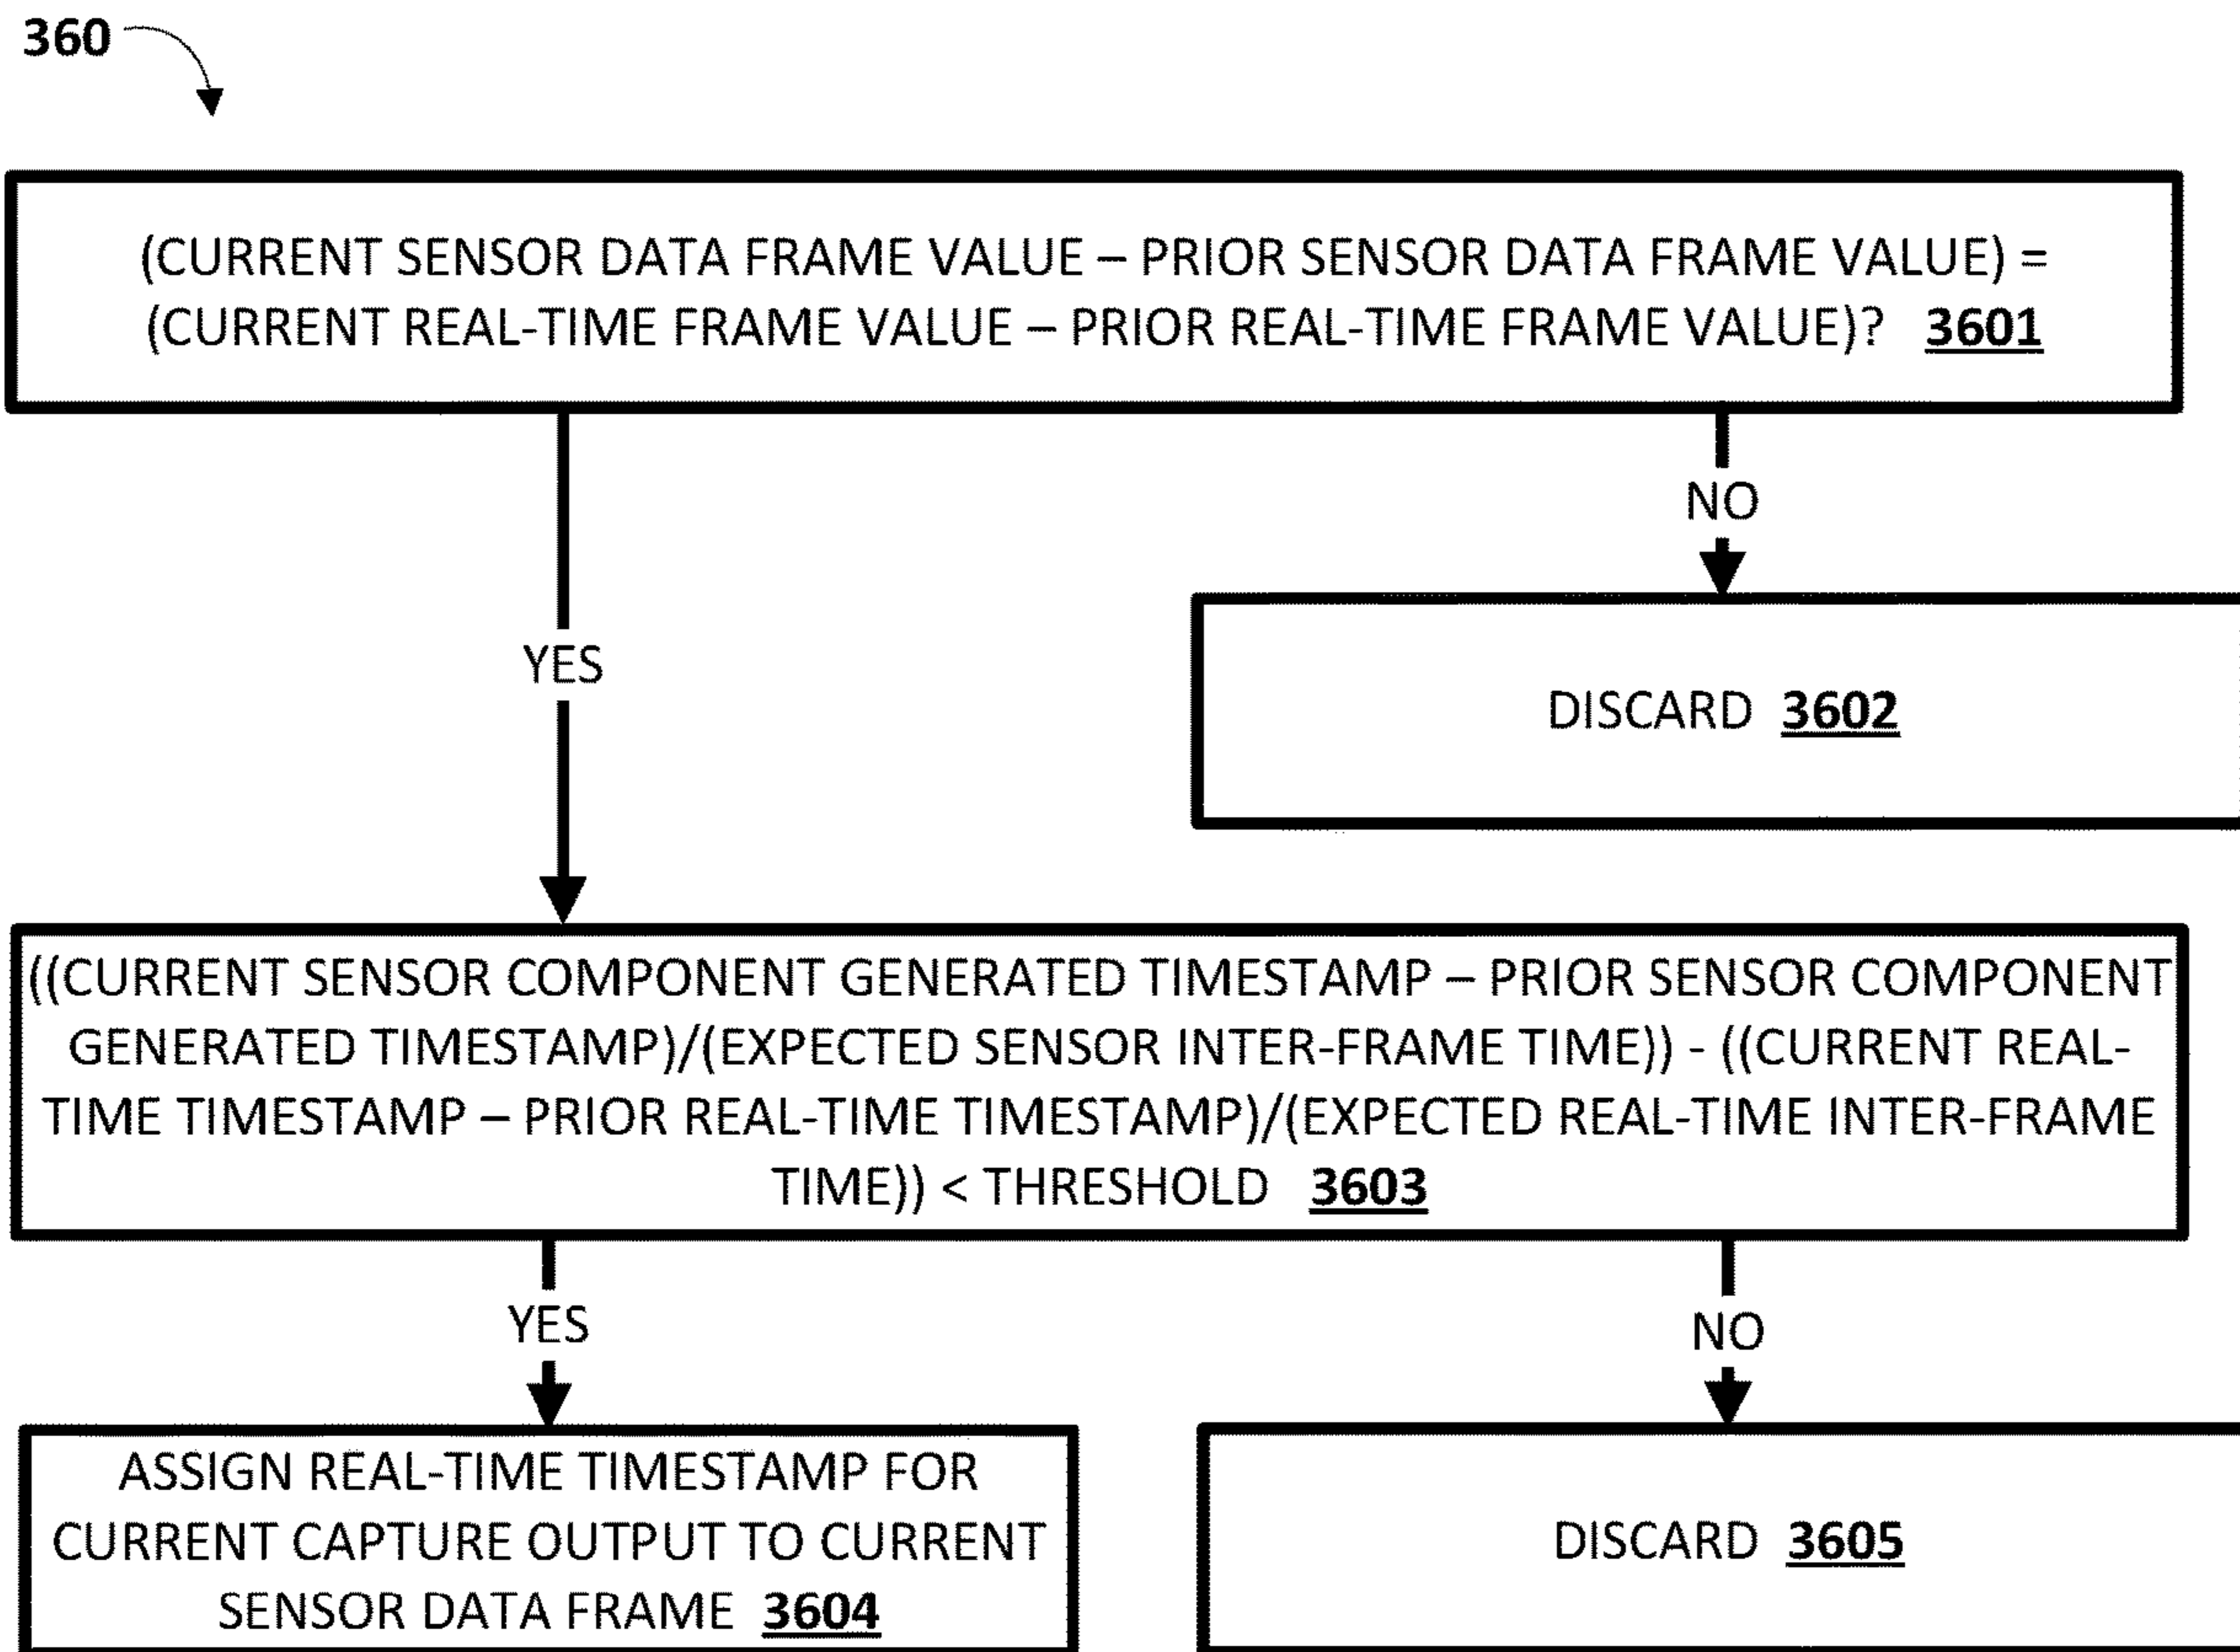 360
(CURRENT SENSOR DATA FRAME VALUE – PRIOR SENSOR DATA FRAME VALUE) =
(CURRENT REAL-TIME FRAME VALUE – PRIOR REAL-TIME FRAME VALUE)? 3601
NO
YES
DISCARD 3602
((CURRENT SENSOR COMPONENT GENERATED TIMESTAMP – PRIOR SENSOR COMPONENT
GENERATED TIMESTAMP)/(EXPECTED SENSOR INTER-FRAME TIME)) - ((CURRENT REAL-
TIME TIMESTAMP – PRIOR REAL-TIME TIMESTAMP)/(EXPECTED REAL-TIME INTER-FRAME
TIME)) < THRESHOLD 3603
YES
NO
ASSIGN REAL-TIME TIMESTAMP FOR
CURRENT CAPTURE OUTPUT TO CURRENT
SENSOR DATA FRAME 3604
DISCARD 3605